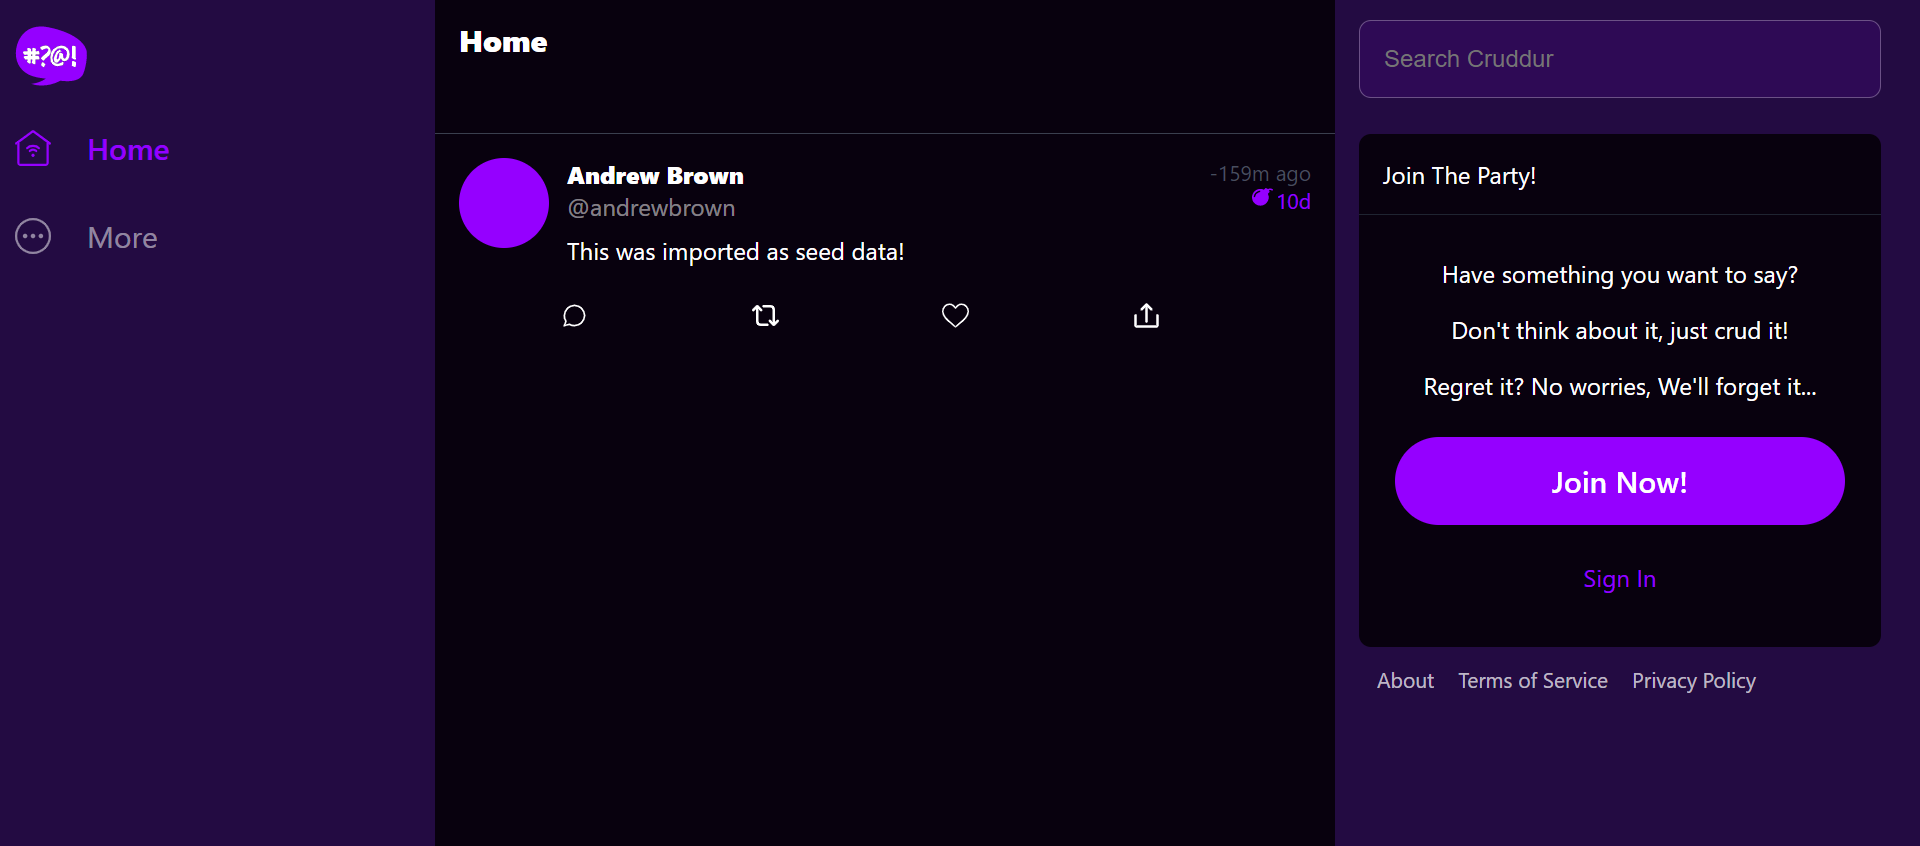 #?@!
Home
More
Home
Andrew Brown
@andrewbrown
-159m ago
10d
This was imported as seed data!
Search Cruddur
Join The Party!
Have something you want to say?
Don't think about it, just crud it!
Regret it? No worries, We'll forget it...
Join Now!
Sign In
About Terms of Service Privacy Policy